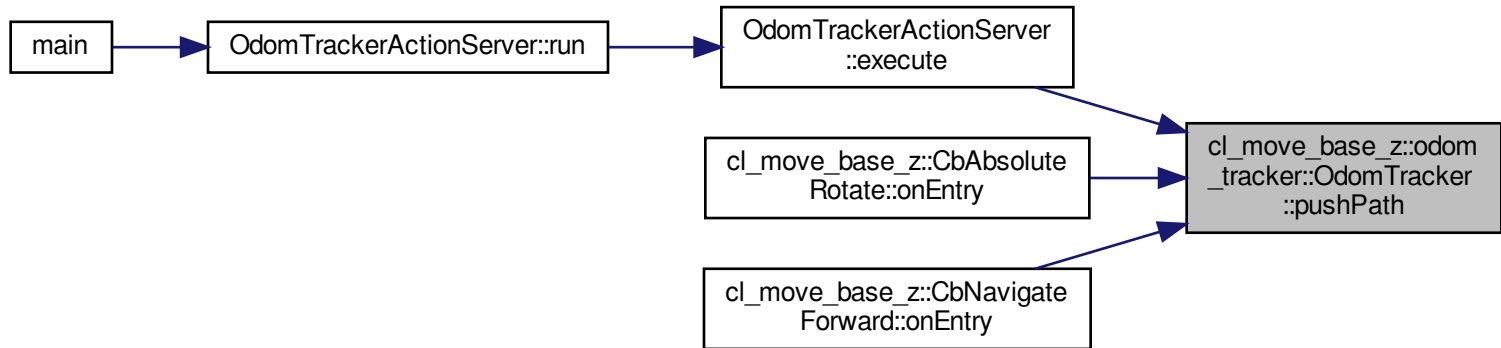 main
OdomTrackerActionServer::run
OdomTrackerActionServer
::execute
cl_move_base_z::CbAbsolute
Rotate::onEntry
cl_move_base_z::CbNavigate
Forward::onEntry
cl_move_base_z::odom
_tracker::OdomTracker
::pushPath